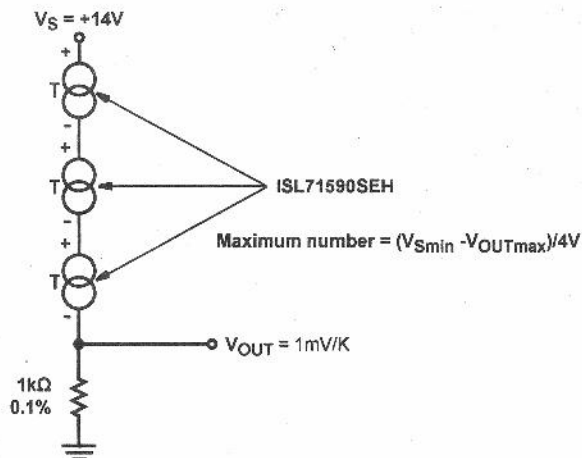 V_S = +14V
+
T
-
+
T
-
ISL71590SEH
+
T
-
Maximum number = (V_Smin -V_OUTmax)/4V
V_OUT = 1mV/K
1kΩ
0.1%